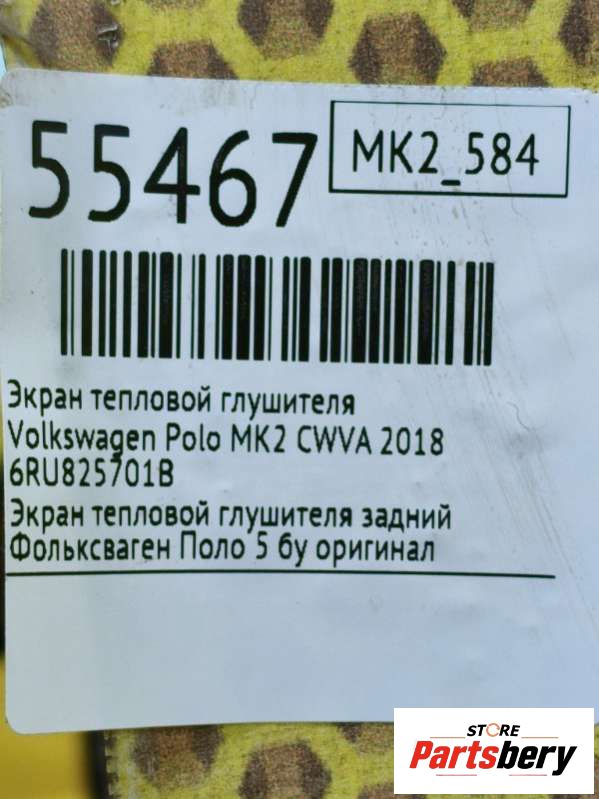 55467
MK2_584
Экран тепловой глушителя
Volkswagen Polo MK2 CWVA 2018
6RU825701B
Экран тепловой глушителя задний
Фольксваген Поло 5 бу оригинал
STORE
Partsbery